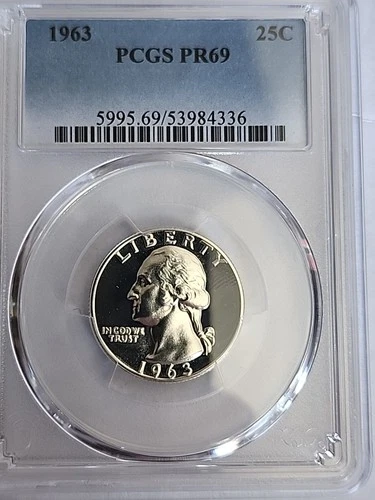 1963 25C
PCGS PR69
5995.69/53984336
LIBERTY
IN GOD WE
TRUST
1963